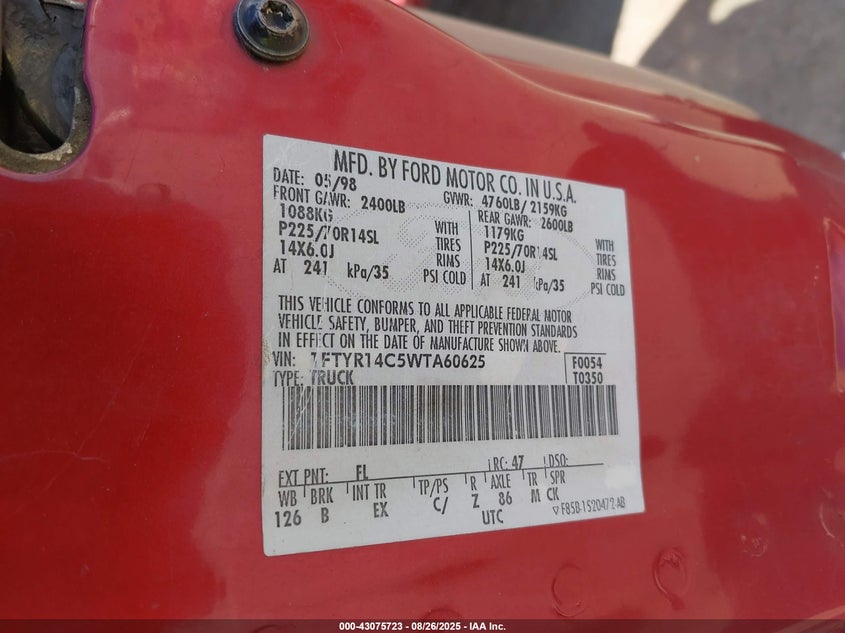 MFD. BY FORD MOTOR CO. IN U.S.A.
DATE: 05/98 GVWR: 4760LB/ 2159KG
FRONT GAWR: 2400LB REAR GAWR: 2600LB
1088KG WITH 1179KG WITH
P225/70R14SL TIRES P225/70R14SL TIRES
14X6.0J RIMS 14X6.0J RIMS
AT 241 kPa/35 PSI COLD AT 241 kPa/35 PSI COLD
THIS VEHICLE CONFORMS TO ALL APPLICABLE FEDERAL MOTOR
VEHICLE SAFETY, BUMPER, AND THEFT PREVENTION STANDARDS
IN EFFECT ON THE DATE OF MANUFACTURE SHOWN ABOVE.
VIN: 1FTYR14C5WTA60625 F0054
TYPE: TRUCK T0350
EXT PNT: FL RC: 47 DSO:
WB BRK INT TR TP/PS R AXLE TR SPR
126 B EX C/ Z 86 M CK
UTC F85B-1520472-AB
000-43075723 - 08/26/2025 - IAA Inc.